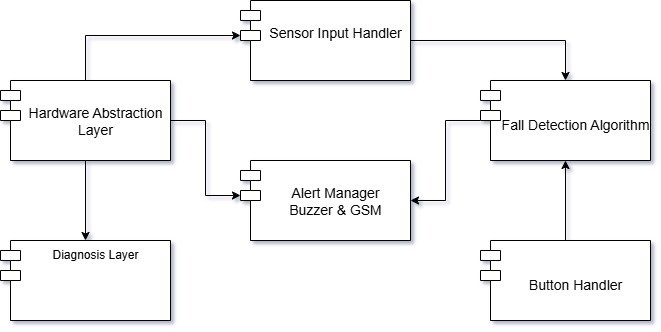 Sensor Input Handler
Hardware Abstraction
Layer
Fall Detection Algorithm
Alert Manager
Buzzer & GSM
Diagnosis Layer
Button Handler